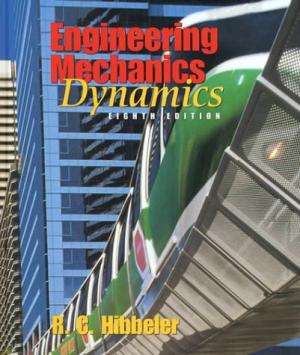 Engineering
Mechanics
Dynamics
EIGHTH EDITION
R. C. Hibbeler